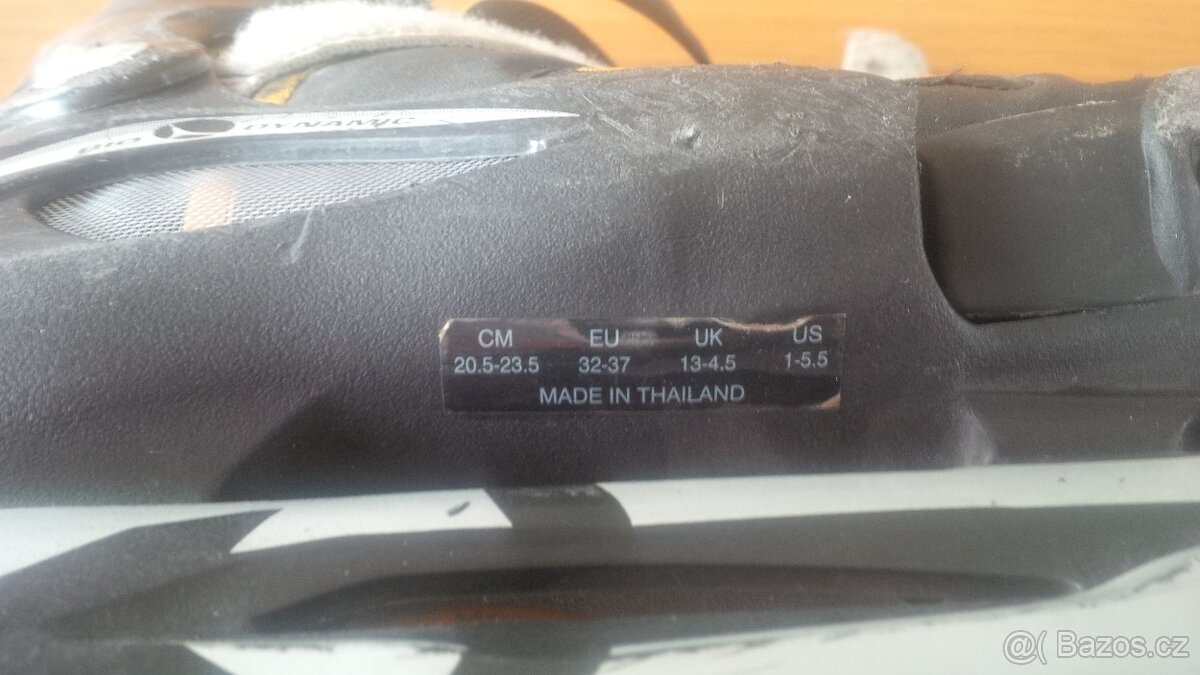 BIO DYNAMIC
CM EU UK US
20.5-23.5 32-37 13-4.5 1-5.5
MADE IN THAILAND
@( Bazos.cz